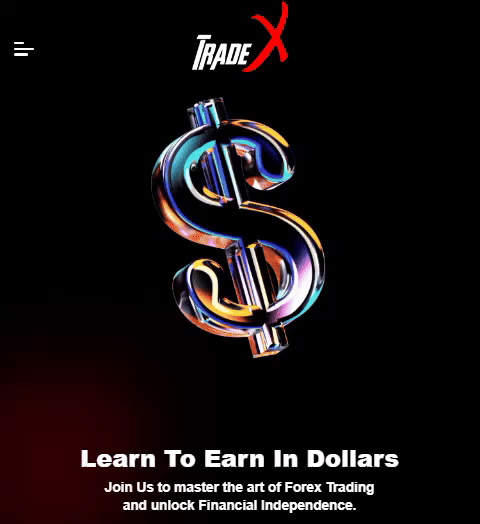 TRADE X
Learn To Earn In Dollars
Join Us to master the art of Forex Trading
and unlock Financial Independence.